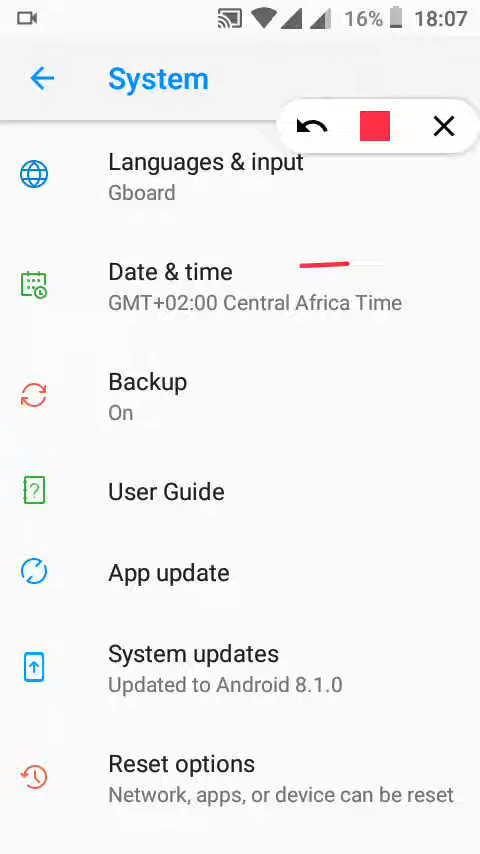 16% 18:07
System
Languages & input
Gboard
Date & time
GMT+02:00 Central Africa Time
Backup
On
User Guide
App update
System updates
Updated to Android 8.1.0
Reset options
Network, apps, or device can be reset